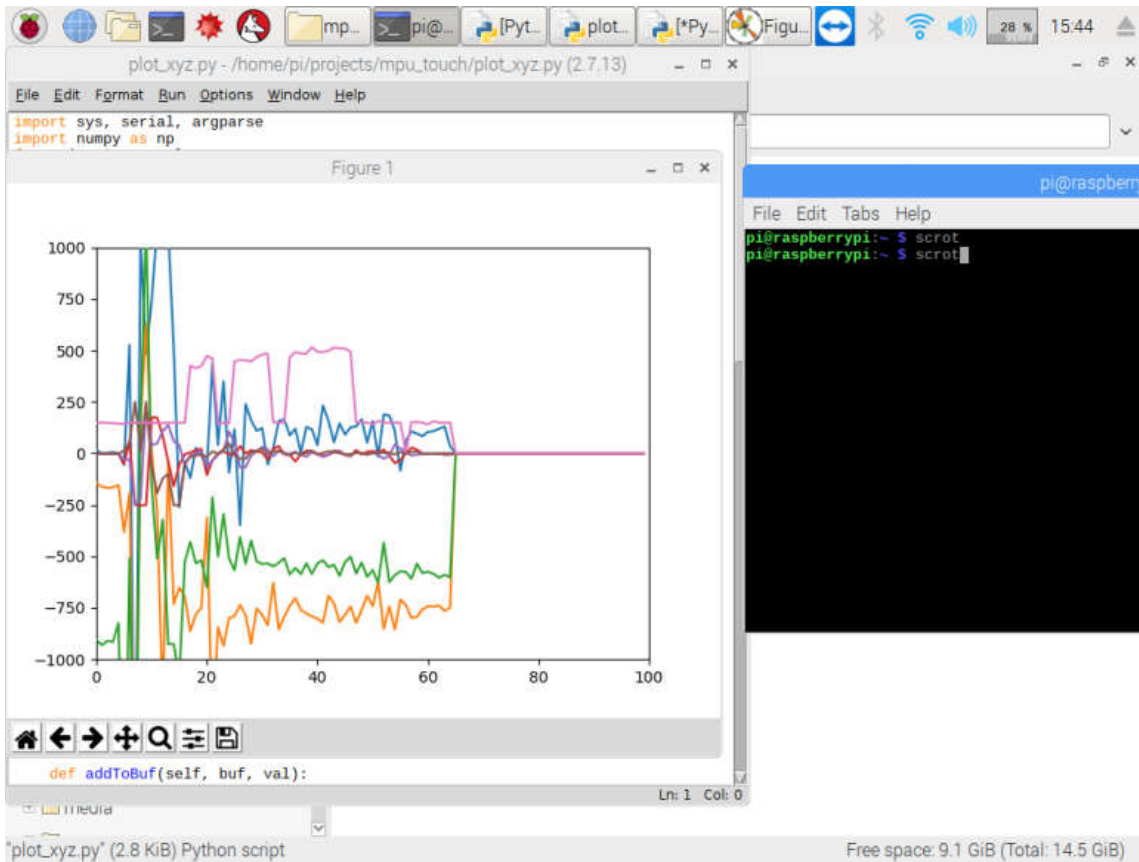 mp... pi@... [Pyt... plot... [*Py... Figu... 28 % 15:44
plot_xyz.py - /home/pi/projects/mpu_touch/plot_xyz.py (2.7.13)
File Edit Format Run Options Window Help
import sys, serial, argparse
import numpy as np
Figure 1
1000
750
500
250
0
−250
−500
−750
−1000
0 20 40 60 80 100
def addToBuf(self, buf, val):
Ln: 1 Col: 0
pi@raspberry
File Edit Tabs Help
pi@raspberrypi:~ $ scrot
pi@raspberrypi:~ $ scrot
media
"plot_xyz.py" (2.8 KiB) Python script
Free space: 9.1 GiB (Total: 14.5 GiB)